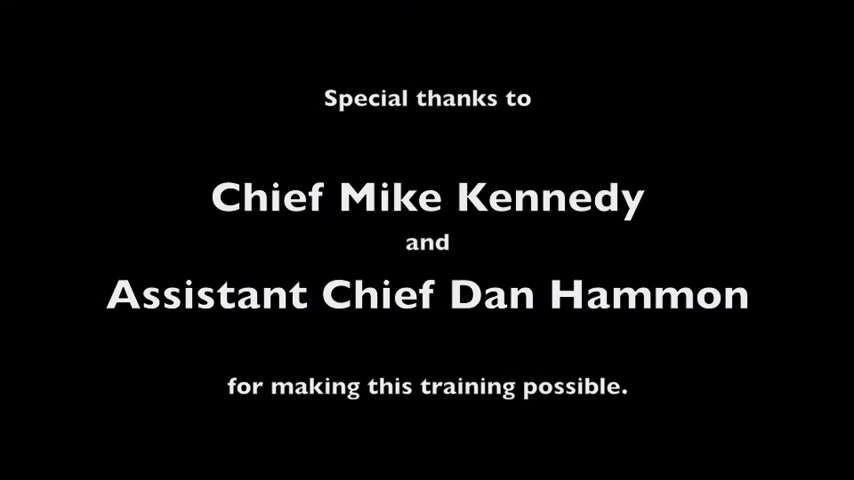 Special thanks to
Chief Mike Kennedy
and
Assistant Chief Dan Hammon
for making this training possible.